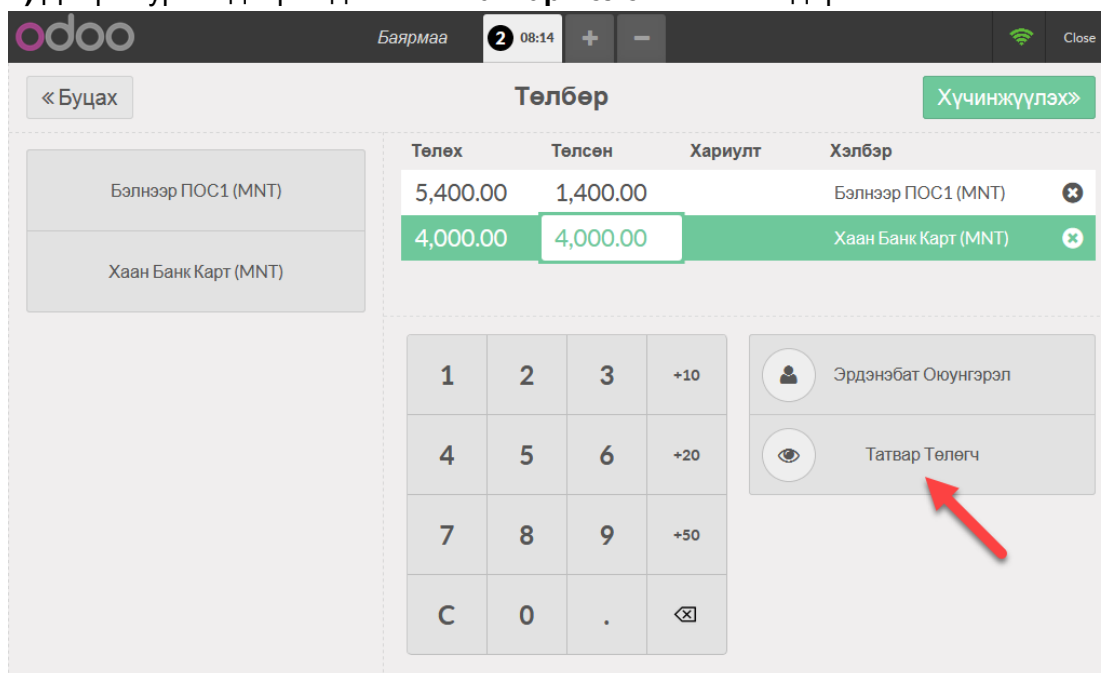 odoo Баярмаа 2 08:14 + − Close
« Буцах Төлбөр Хүчинжүүлэх»
Төлөх Төлсөн Хариулт Хэлбэр
Бэлнээр ПОС1 (MNT) 5,400.00 1,400.00 Бэлнээр ПОС1 (MNT)
4,000.00 4,000.00 Хаан Банк Карт (MNT)
Хаан Банк Карт (MNT)
1 2 3 +10 Эрдэнэбат Оюунгэрэл
4 5 6 +20 Татвар Төлөгч
7 8 9 +50
C 0 .